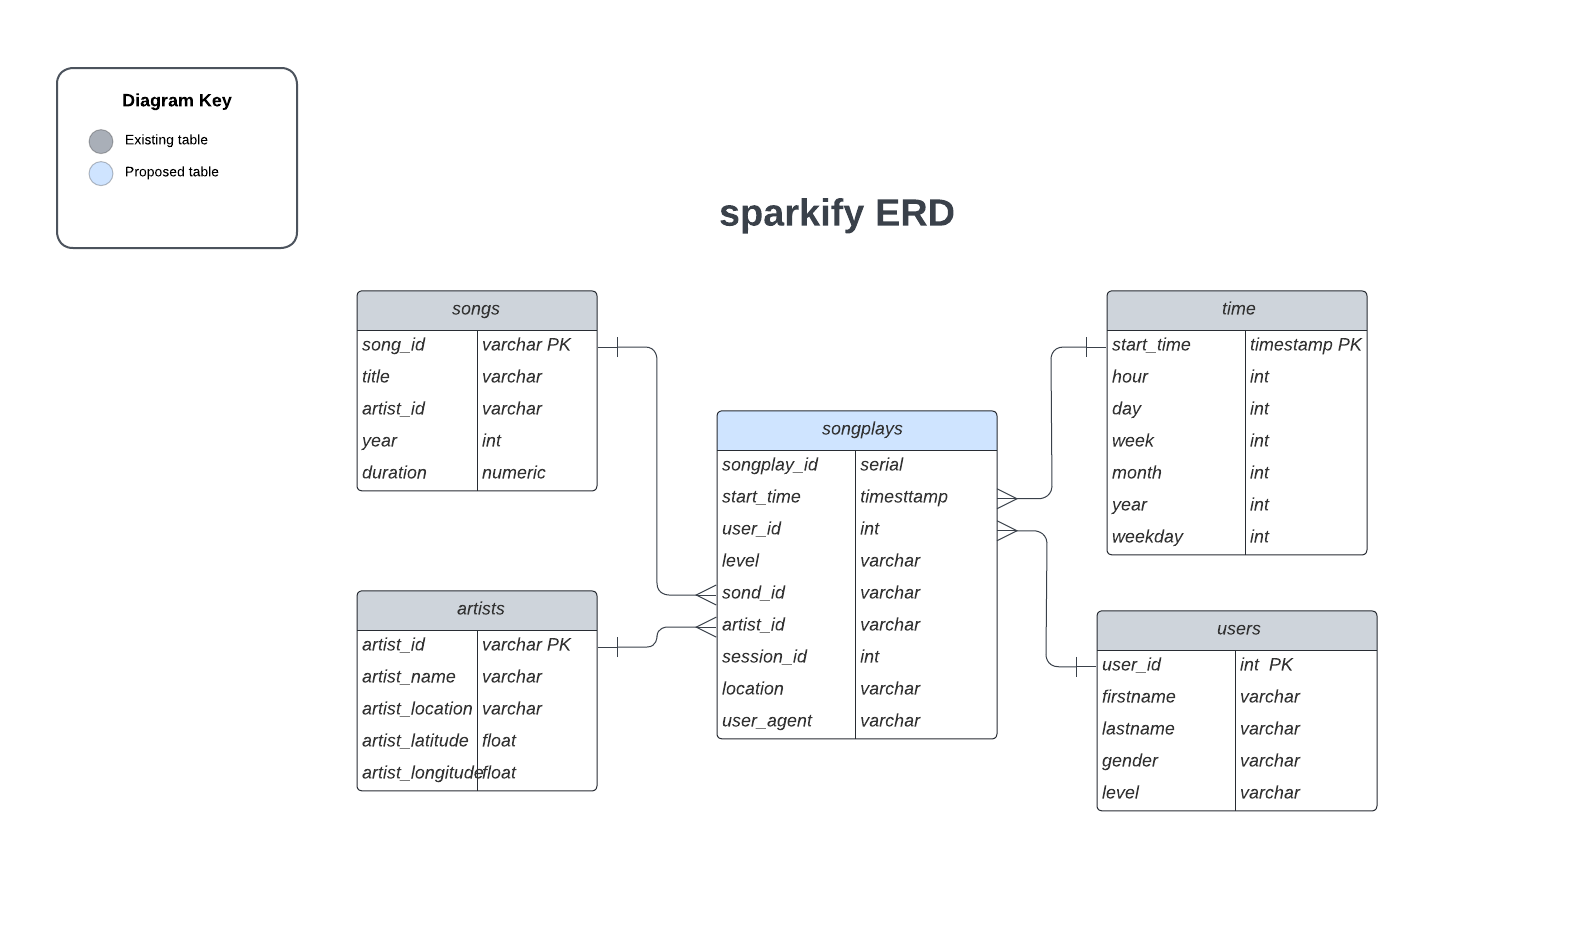 Diagram Key
Existing table
Proposed table
sparkify ERD
songs
song_id varchar PK
title varchar
artist_id varchar
year int
duration numeric
artists
artist_id varchar PK
artist_name varchar
artist_location varchar
artist_latitude float
artist_longitude float
songplays
songplay_id serial
start_time timesttamp
user_id int
level varchar
sond_id varchar
artist_id varchar
session_id int
location varchar
user_agent varchar
time
start_time timestamp PK
hour int
day int
week int
month int
year int
weekday int
users
user_id int PK
firstname varchar
lastname varchar
gender varchar
level varchar